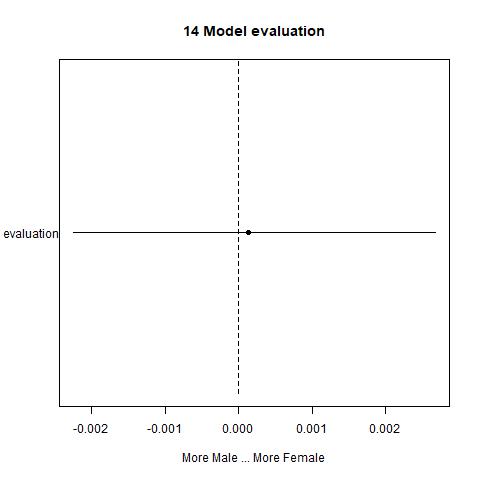 14 Model evaluation
evaluation
-0.002 -0.001 0.000 0.001 0.002
More Male ... More Female